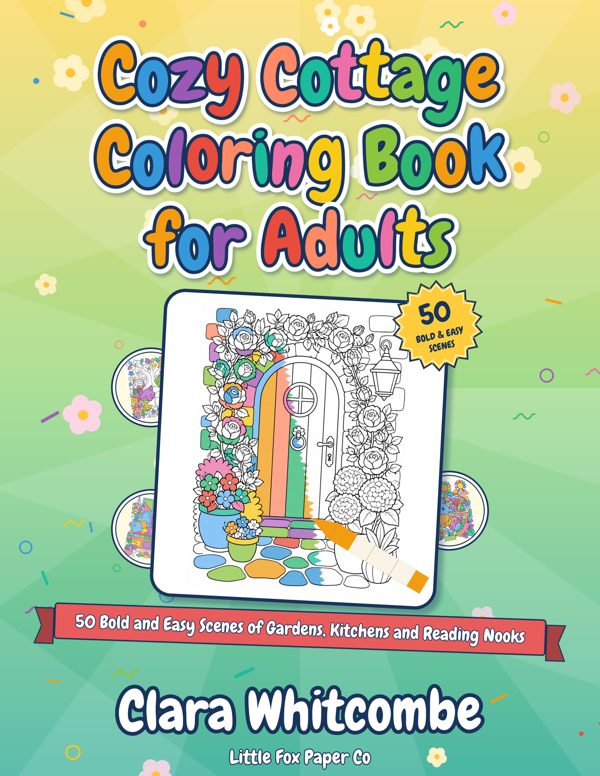 Cozy Cottage
Coloring Book
for Adults
50
BOLD & EASY
SCENES
50 Bold and Easy Scenes of Gardens, Kitchens and Reading Nooks
Clara Whitcombe
Little Fox Paper Co